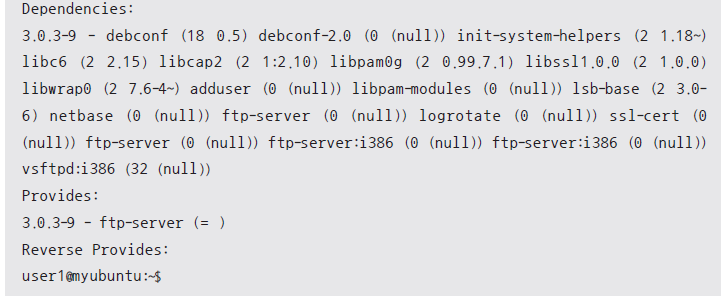 Dependencies:
3.0.3-9 - debconf (18 0.5) debconf-2.0 (0 (null)) init-system-helpers (2 1.18~)
libc6 (2 2.15) libcap2 (2 1:2.10) libpam0g (2 0.99.7.1) libssl1.0.0 (2 1.0.0)
libwrap0 (2 7.6-4~) adduser (0 (null)) libpam-modules (0 (null)) lsb-base (2 3.0-
6) netbase (0 (null)) ftp-server (0 (null)) logrotate (0 (null)) ssl-cert (0
(null)) ftp-server (0 (null)) ftp-server:i386 (0 (null)) ftp-server:i386 (0 (null))
vsftpd:i386 (32 (null))
Provides:
3.0.3-9 - ftp-server (= )
Reverse Provides:
user1@myubuntu:~$